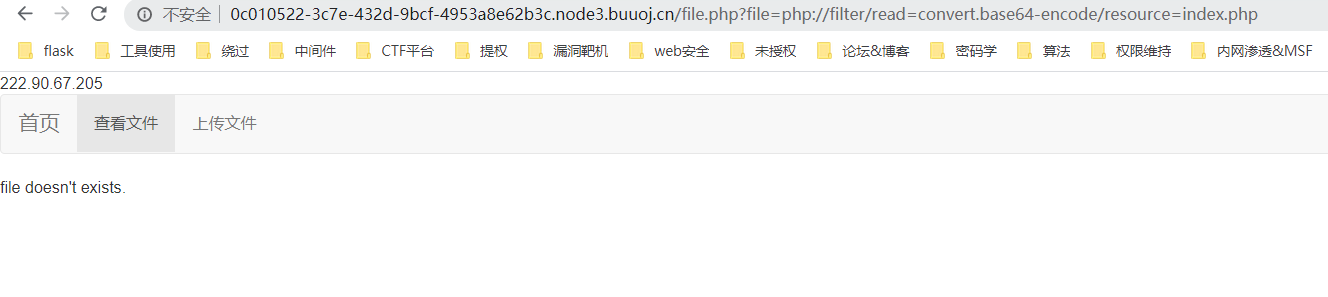 不安全 0c010522-3c7e-432d-9bcf-4953a8e62b3c.node3.buuoj.cn/file.php?file=php://filter/read=convert.base64-encode/resource=index.php
flask 工具使用 绕过 中间件 CTF平台 提权 漏洞靶机 web安全 未授权 论坛&博客 密码学 算法 权限维持 内网渗透&MSF
222.90.67.205
首页 查看文件 上传文件
file doesn't exists.